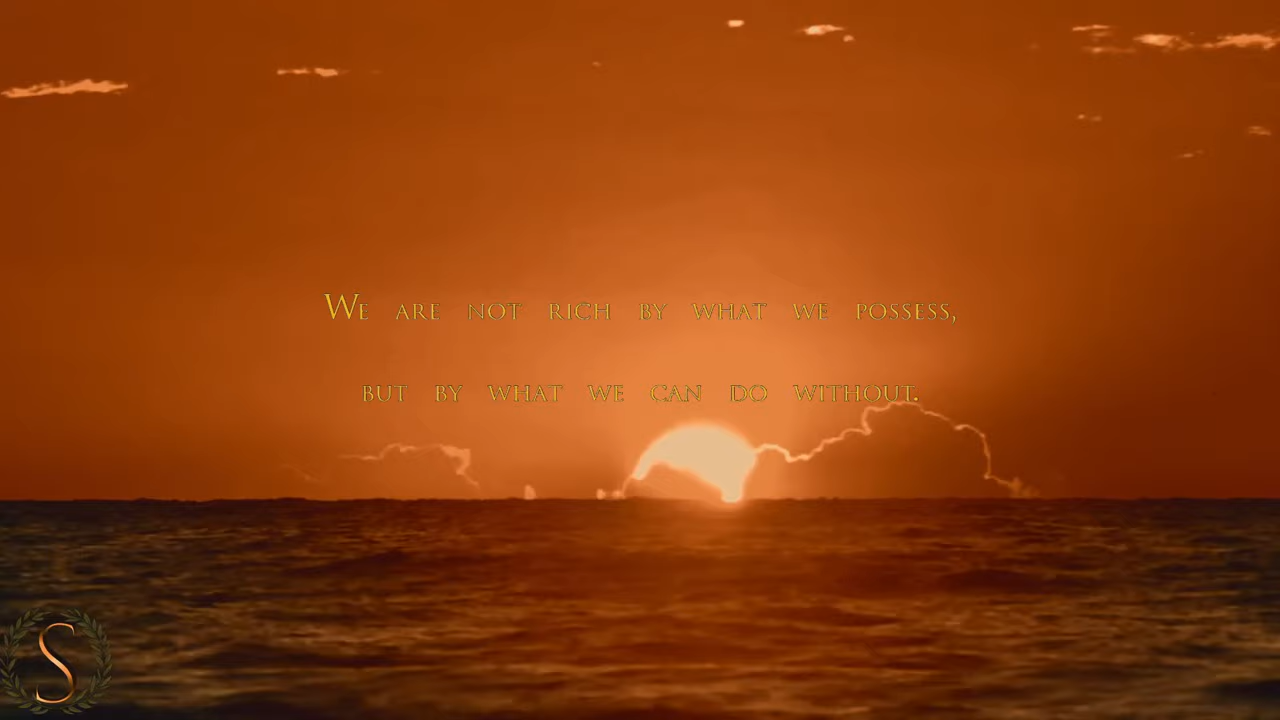 We are not rich by what we possess,
but by what we can do without.
S